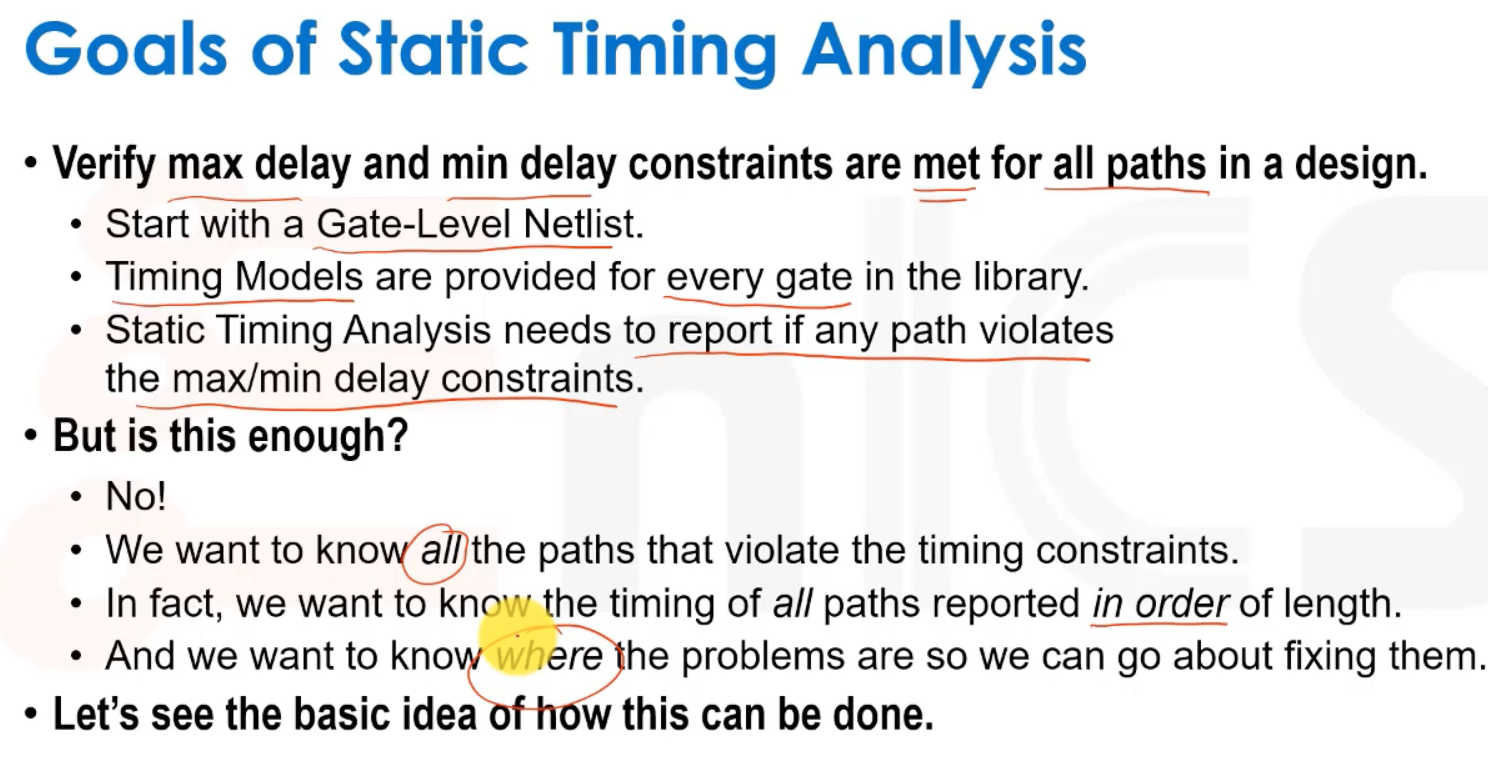 Goals of Static Timing Analysis
• Verify max delay and min delay constraints are met for all paths in a design.
• Start with a Gate-Level Netlist.
• Timing Models are provided for every gate in the library.
• Static Timing Analysis needs to report if any path violates
the max/min delay constraints.
• But is this enough?
• No!
• We want to know all the paths that violate the timing constraints.
• In fact, we want to know the timing of all paths reported in order of length.
• And we want to know where the problems are so we can go about fixing them.
• Let's see the basic idea of how this can be done.
EnICS